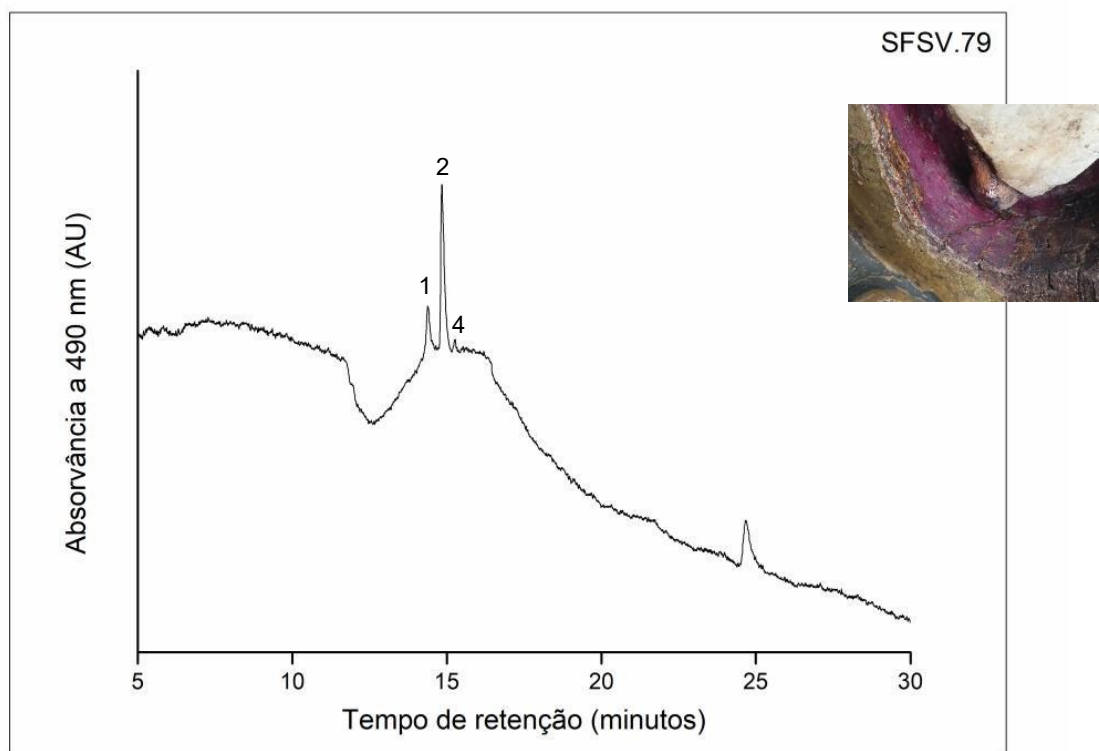 SFSV.79
2
1
4
Absorvância a 490 nm (AU)
5 10 15 20 25 30
Tempo de retenção (minutos)